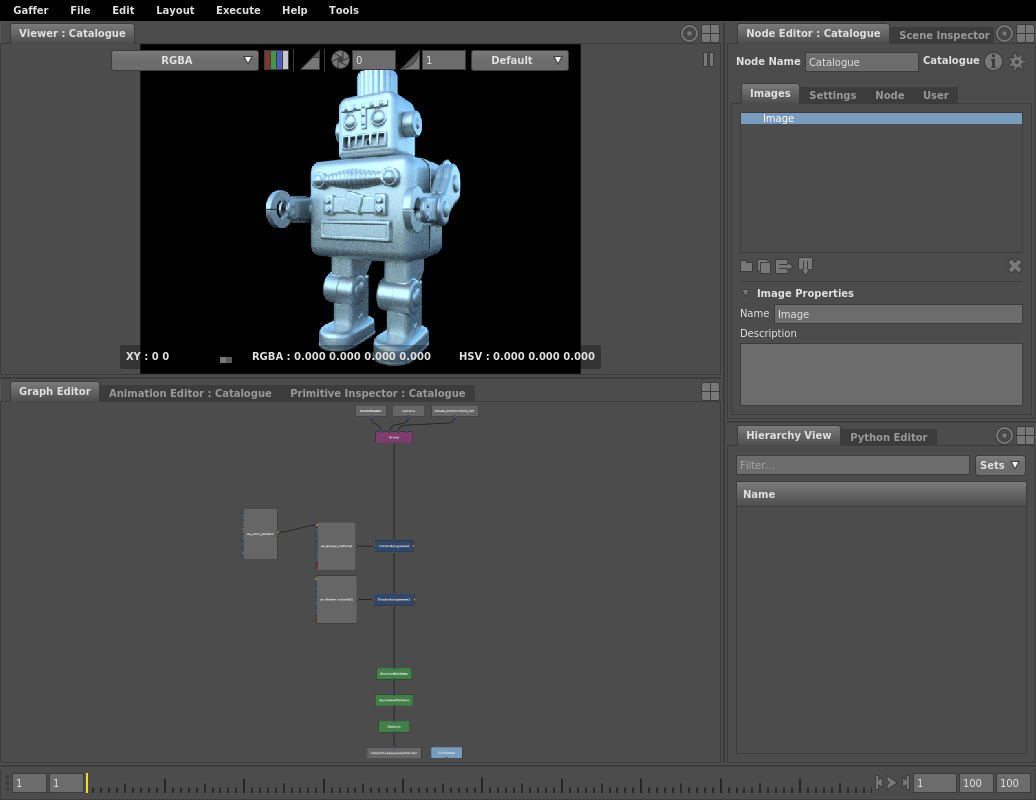 Gaffer File Edit Layout Execute Help Tools
Viewer : Catalogue
RGBA 0 1 Default
XY : 0 0 RGBA : 0.000 0.000 0.000 0.000 HSV : 0.000 0.000 0.000
Node Editor : Catalogue Scene Inspector
Node Name Catalogue Catalogue
Images Settings Node User
Image
Image Properties
Name Image
Description
Graph Editor Animation Editor : Catalogue Primitive Inspector : Catalogue
Group
Outputs
Hierarchy View Python Editor
Filter... Sets
Name
1 1 1 100 100